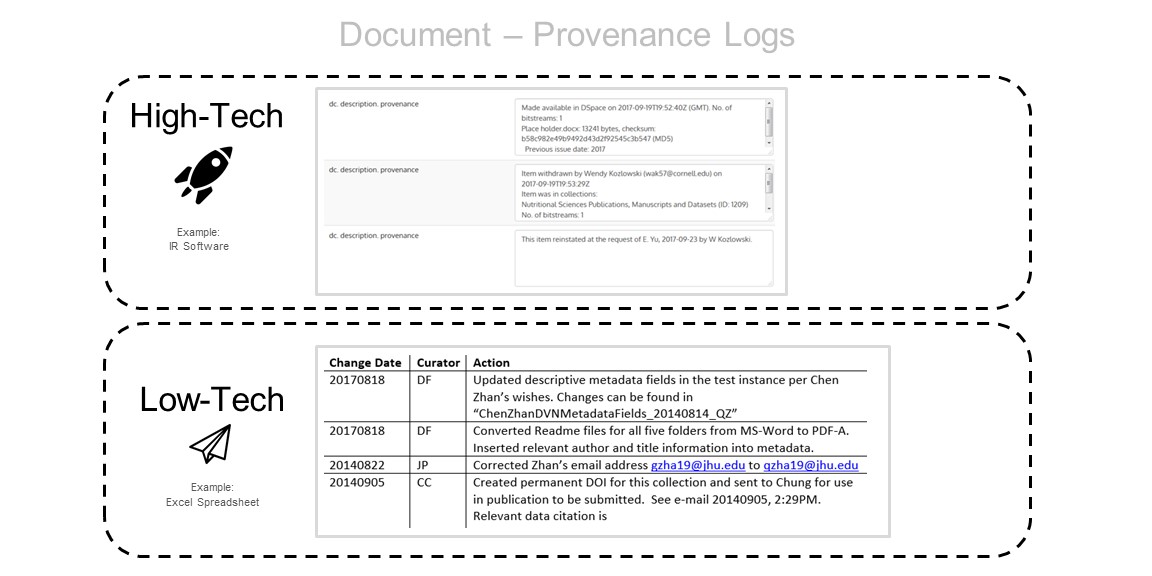 Document – Provenance Logs
High-Tech
Example:
IR Software
dc. description. provenance
Made available in DSpace on 2017-09-19T19:52:40Z (GMT). No. of
bitstreams: 1
Place holder.docx: 13241 bytes, checksum:
b58c982e49b9492d43d2f92545c3b547 (MD5)
Previous issue date: 2017
dc. description. provenance
Item withdrawn by Wendy Kozlowski (wak57@cornell.edu) on
2017-09-19T19:53:29Z
Item was in collections:
Nutritional Sciences Publications, Manuscripts and Datasets (ID: 1209)
No. of bitstreams: 1
dc. description. provenance
This item reinstated at the request of E. Yu, 2017-09-23 by W Kozlowski.
Low-Tech
Example:
Excel Spreadsheet
Change Date Curator Action
20170818 DF Updated descriptive metadata fields in the test instance per Chen
Zhan’s wishes. Changes can be found in
“ChenZhanDVNMetadataFields_20140814_QZ”
20170818 DF Converted Readme files for all five folders from MS-Word to PDF-A.
Inserted relevant author and title information into metadata.
20140822 JP Corrected Zhan’s email address gzha19@jhu.edu to qzha19@jhu.edu
20140905 CC Created permanent DOI for this collection and sent to Chung for use
in publication to be submitted. See e-mail 20140905, 2:29PM.
Relevant data citation is